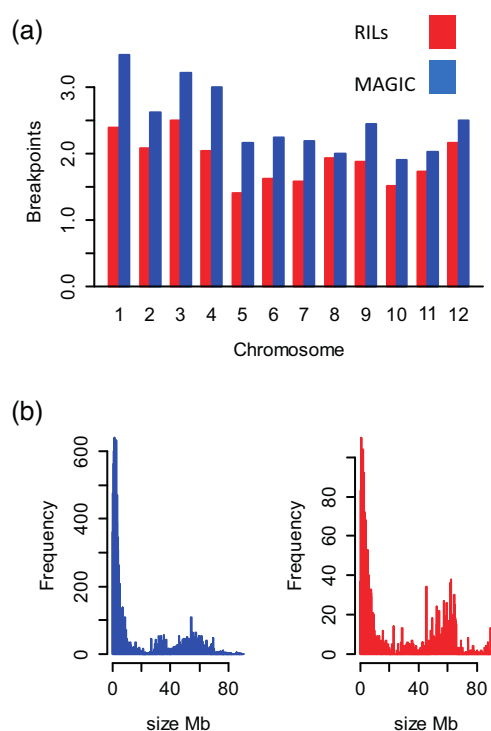 (a)
RILs
MAGIC
Breakpoints
0.0 1.0 2.0 3.0
1 2 3 4 5 6 7 8 9 10 11 12
Chromosome
(b)
Frequency
0 200 400 600
0 40 80
size Mb
Frequency
0 20 40 60 80
0 40 80
size Mb